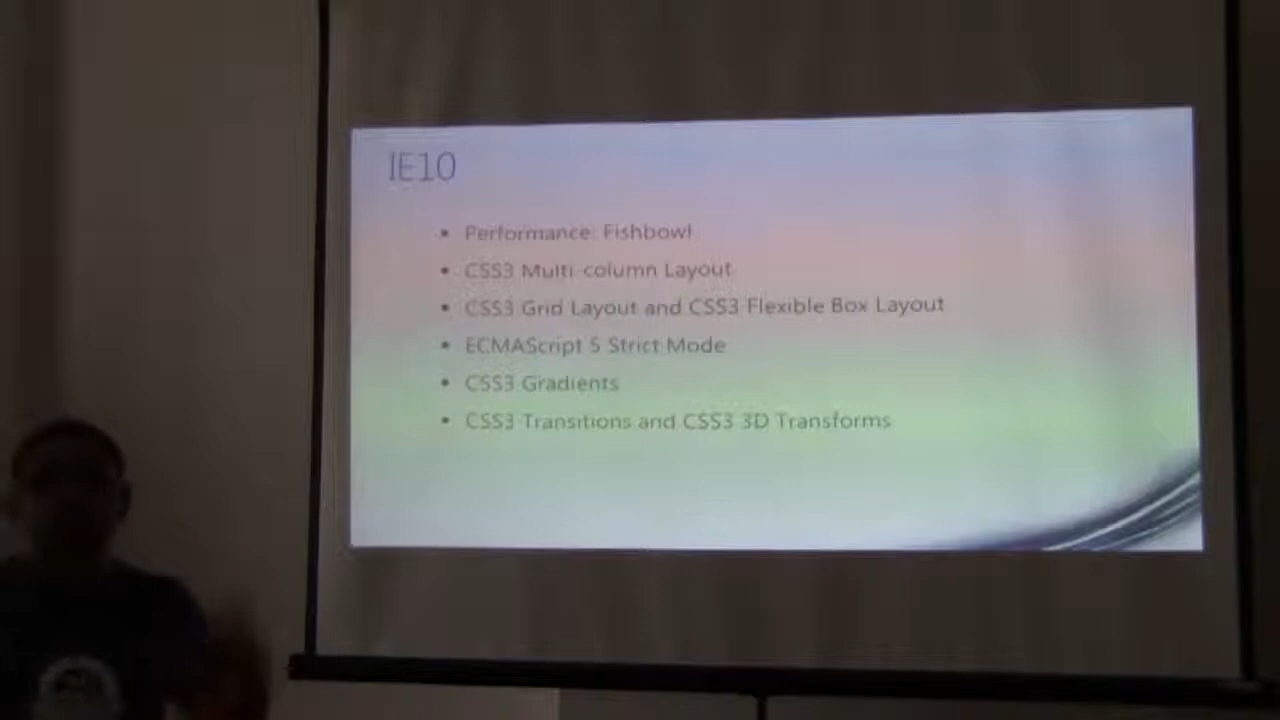 IE10
• Performance: Fishbowl
• CSS3 Multi-column Layout
• CSS3 Grid Layout and CSS3 Flexible Box Layout
• ECMAScript 5 Strict Mode
• CSS3 Gradients
• CSS3 Transitions and CSS3 3D Transforms